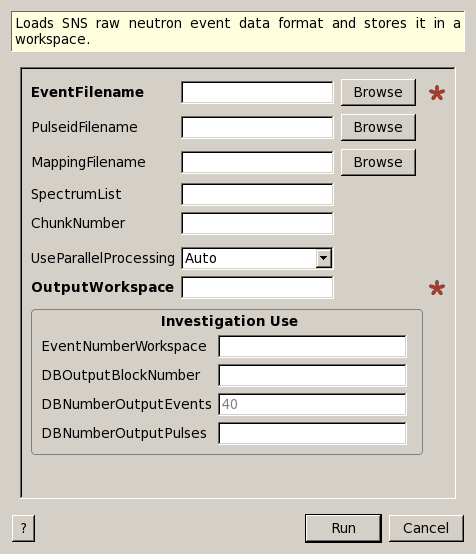 Loads SNS raw neutron event data format and stores it in a
workspace.
EventFilename Browse *
PulseidFilename Browse
MappingFilename Browse
SpectrumList
ChunkNumber
UseParallelProcessing Auto
OutputWorkspace *
Investigation Use
EventNumberWorkspace
DBOutputBlockNumber
DBNumberOutputEvents 40
DBNumberOutputPulses
? Run Cancel